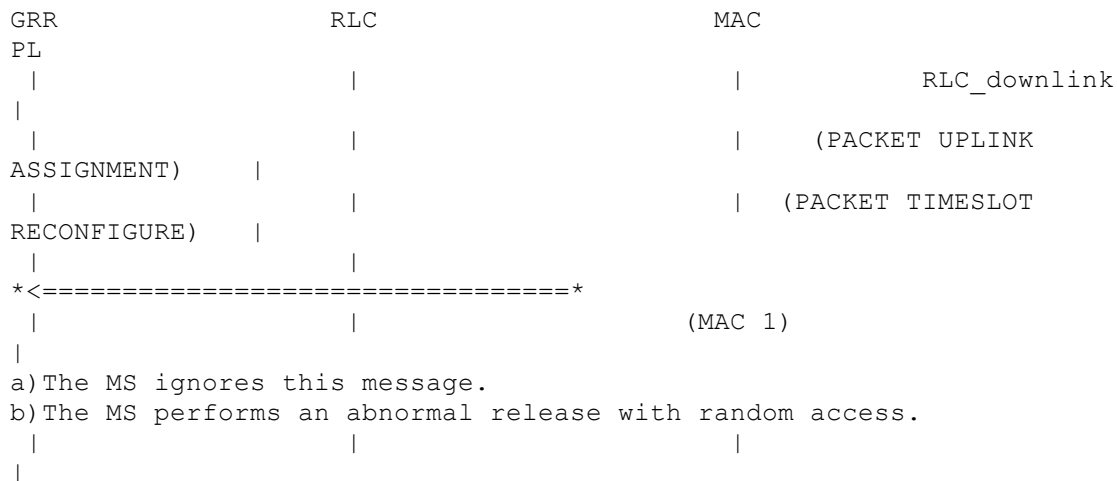 GRR                 RLC                     MAC
PL
 |                   |                       |           RLC_downlink
|
 |                   |                       |    (PACKET UPLINK
ASSIGNMENT)    |
 |                   |                       |  (PACKET TIMESLOT
RECONFIGURE)   |
 |                   |
*<=================================*
 |                   |                    (MAC 1)
|
a)The MS ignores this message.
b)The MS performs an abnormal release with random access.
 |                   |                       |
|